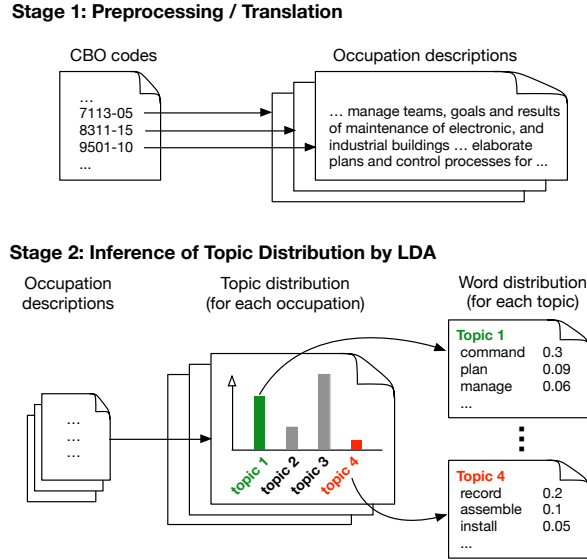 Stage 1: Preprocessing / Translation
CBO codes
Occupation descriptions
...
7113-05
8311-15
9501-10
...
... manage teams, goals and results
of maintenance of electronic, and
industrial buildings ... elaborate
plans and control processes for ...
Stage 2: Inference of Topic Distribution by LDA
Occupation
descriptions
Topic distribution
(for each occupation)
Word distribution
(for each topic)
...
...
...
topic 1
topic 2
topic 3
topic 4
Topic 1
command 0.3
plan 0.09
manage 0.06
...
Topic 4
record 0.2
assemble 0.1
install 0.05
...